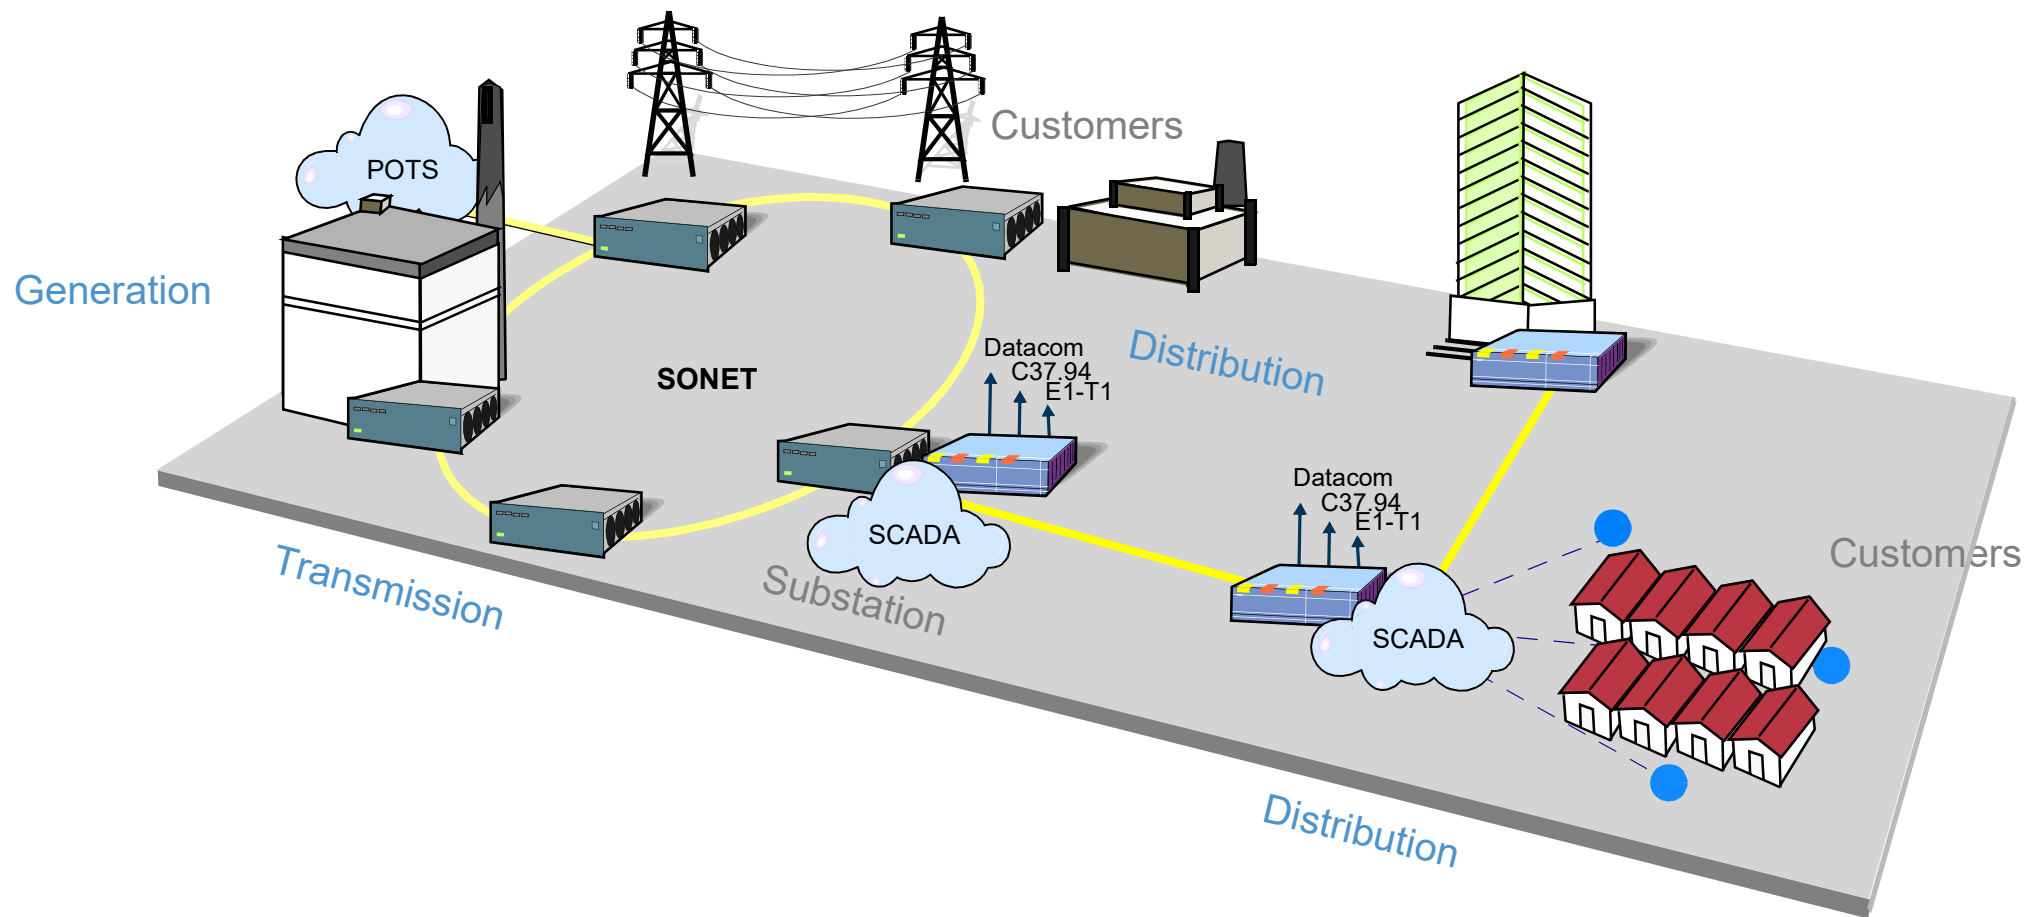 Customers
POTS
Generation
Distribution
Datacom
C37.94
E1-T1
SONET
Datacom
C37.94
E1-T1
SCADA
Customers
Transmission
Substation
SCADA
Distribution